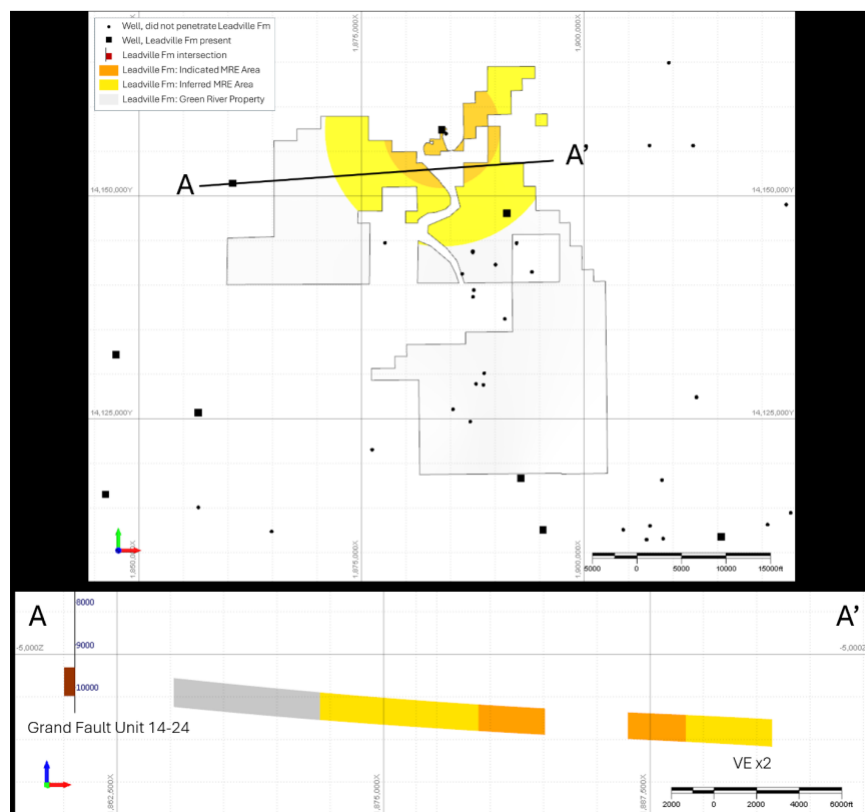 Well, did not penetrate Leadville Fm
Well, Leadville Fm present
Leadville Fm intersection
Leadville Fm: Indicated MRE Area
Leadville Fm: Inferred MRE Area
Leadville Fm: Green River Property
1,875,000X
1,900,000X
A
A'
14,150,000Y
14,150,000Y
14,125,000Y
14,125,000Y
1,850,000X
1,875,000X
1,900,000X
5000
0
5000
10000
15000ft
A
A'
8000
9000
-5,000Z
-5,000Z
10000
Grand Fault Unit 14-24
VE x2
,862,500X
,875,000X
,887,500X
2000
0
2000
4000
6000ft